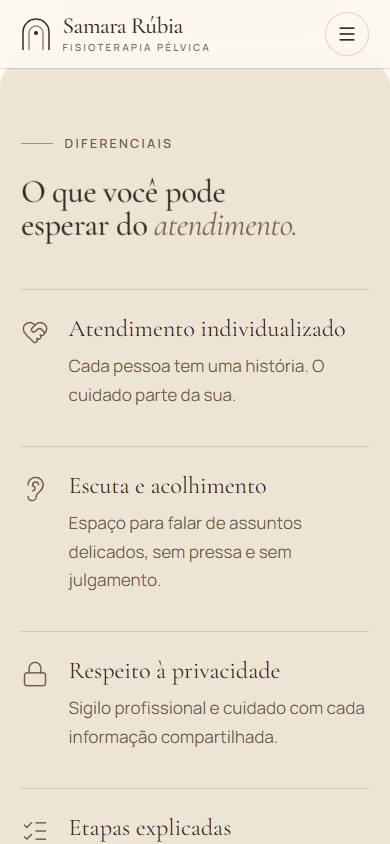 Samara Rúbia
FISIOTERAPIA PÉLVICA
DIFERENCIAIS
O que você pode
esperar do atendimento.
Atendimento individualizado
Cada pessoa tem uma história. O
cuidado parte da sua.
Escuta e acolhimento
Espaço para falar de assuntos
delicados, sem pressa e sem
julgamento.
Respeito à privacidade
Sigilo profissional e cuidado com cada
informação compartilhada.
Etapas explicadas